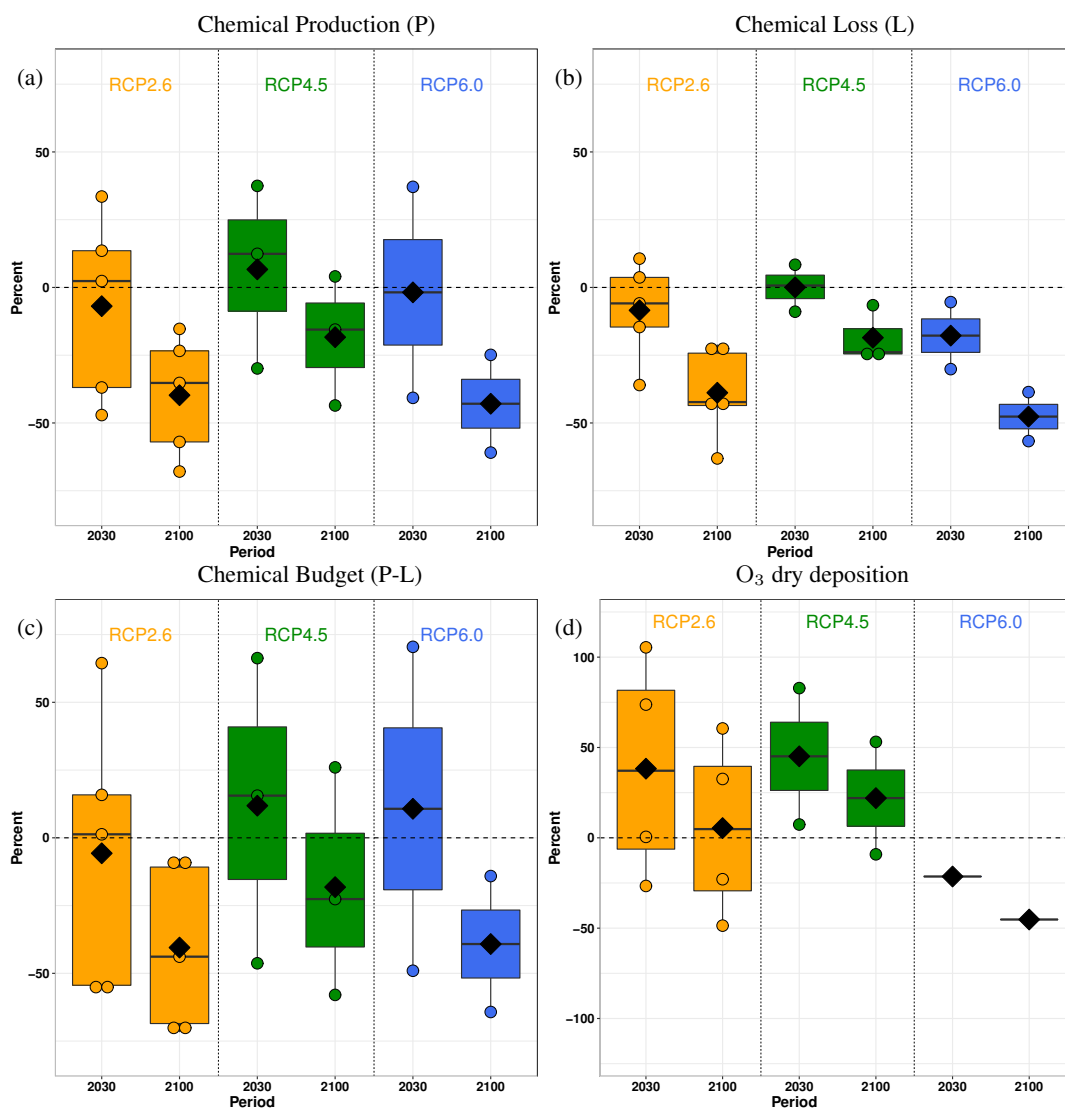 Chemical Production (P)
(a)
RCP2.6
RCP4.5
RCP6.0
50
0
−50
Percent
2030
2100
2030
2100
2030
2100
Period
Chemical Loss (L)
(b)
RCP2.6
RCP4.5
RCP6.0
50
0
−50
Percent
2030
2100
2030
2100
2030
2100
Period
Chemical Budget (P-L)
(c)
RCP2.6
RCP4.5
RCP6.0
50
0
−50
Percent
2030
2100
2030
2100
2030
2100
Period
O₃ dry deposition
(d)
RCP2.6
RCP4.5
RCP6.0
100
50
0
−50
−100
Percent
2030
2100
2030
2100
2030
2100
Period